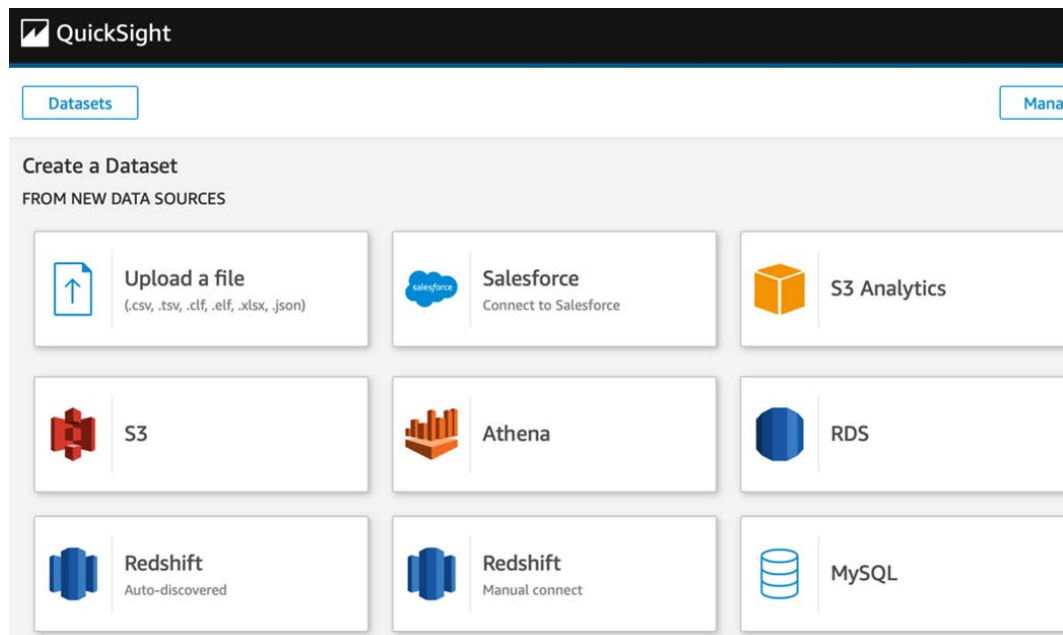 QuickSight
Datasets
Mana
Create a Dataset
FROM NEW DATA SOURCES
Upload a file
(.csv, .tsv, .clf, .elf, .xlsx, .json)
salesforce
Salesforce
Connect to Salesforce
S3 Analytics
S3
Athena
RDS
Redshift
Auto-discovered
Redshift
Manual connect
MySQL